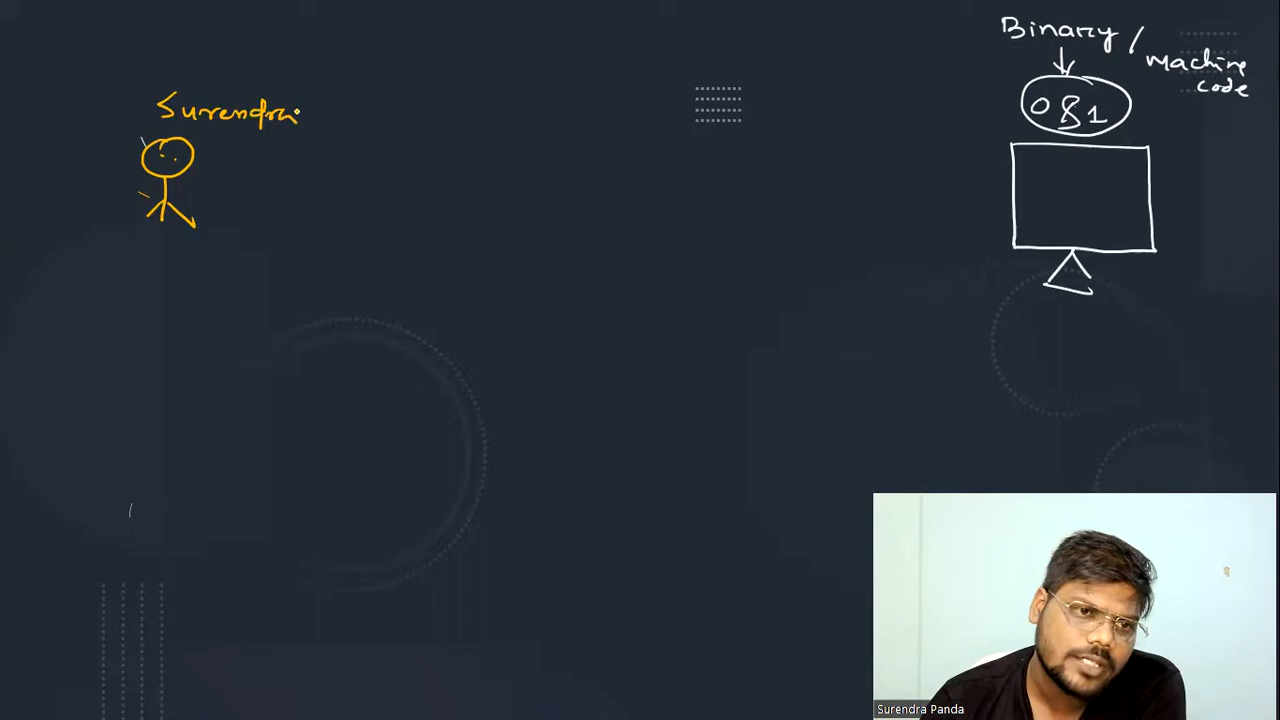 Binary /
machine
code
0 & 1
Surendra
Surendra Panda